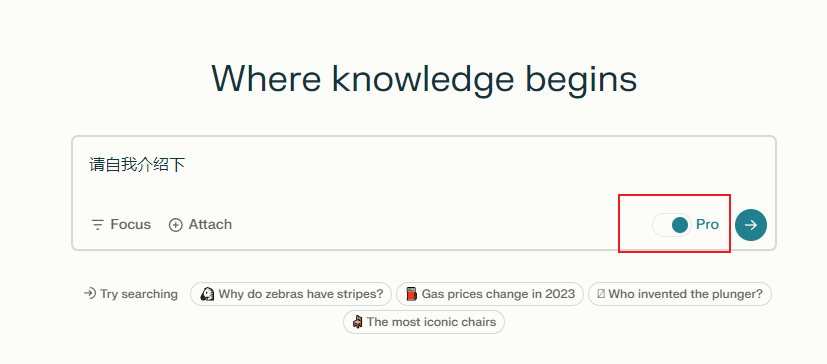 Where knowledge begins
请自我介绍下
Focus Attach Pro
Try searching Why do zebras have stripes? Gas prices change in 2023 Who invented the plunger?
The most iconic chairs